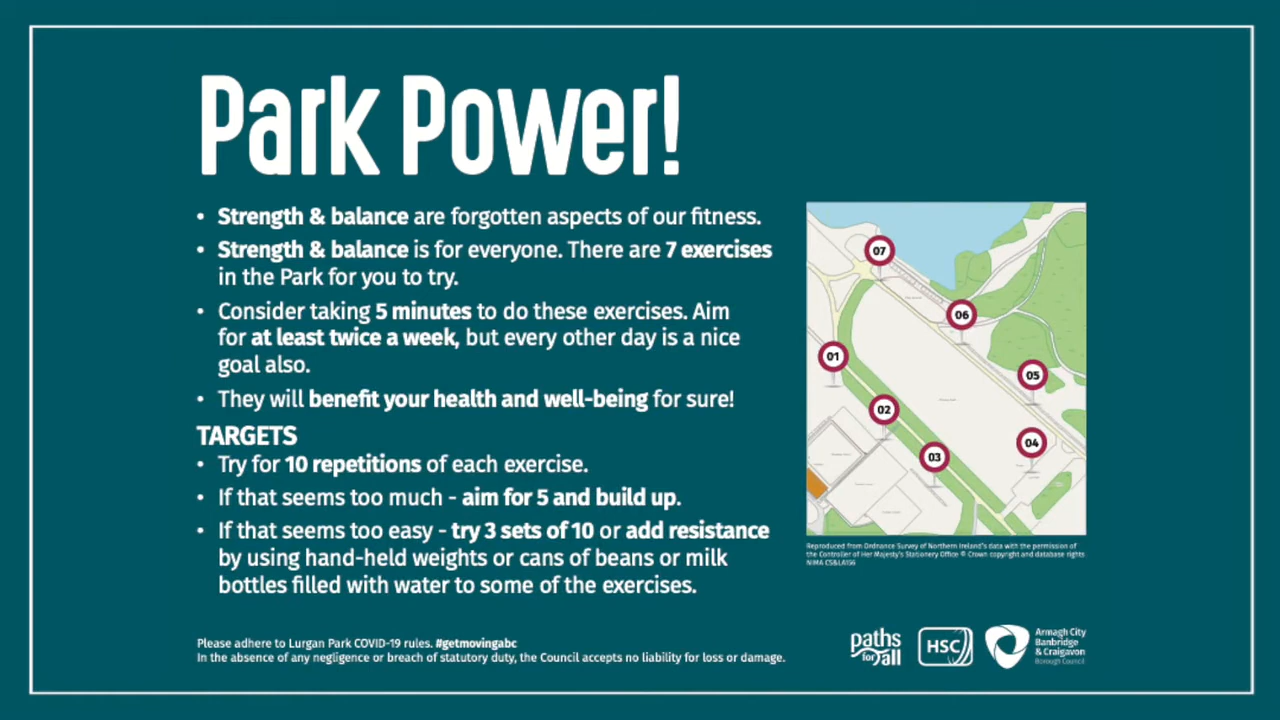 Park Power!
• Strength & balance are forgotten aspects of our fitness.
• Strength & balance is for everyone. There are 7 exercises
in the Park for you to try.
• Consider taking 5 minutes to do these exercises. Aim
for at least twice a week, but every other day is a nice
goal also.
• They will benefit your health and well-being for sure!
TARGETS
• Try for 10 repetitions of each exercise.
• If that seems too much - aim for 5 and build up.
• If that seems too easy - try 3 sets of 10 or add resistance
by using hand-held weights or cans of beans or milk
bottles filled with water to some of the exercises.
07
06
01
05
02
04
03
Reproduced from Ordnance Survey of Northern Ireland's data with the permission of
the Controller of Her Majesty's Stationery Office © Crown copyright and database rights
NIMA CS&LA156
Please adhere to Lurgan Park COVID-19 rules. #getmovingabc
In the absence of any negligence or breach of statutory duty, the Council accepts no liability for loss or damage.
paths
for all
HSC
Armagh City
Banbridge
& Craigavon
Borough Council